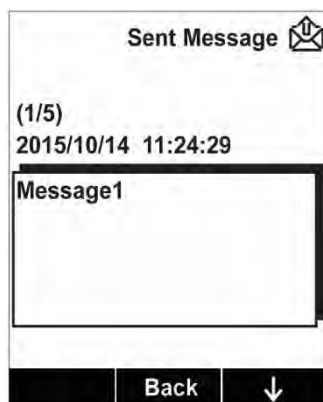 Sent Message
(1/5)
2015/10/14 11:24:29
Message1
Back ↓